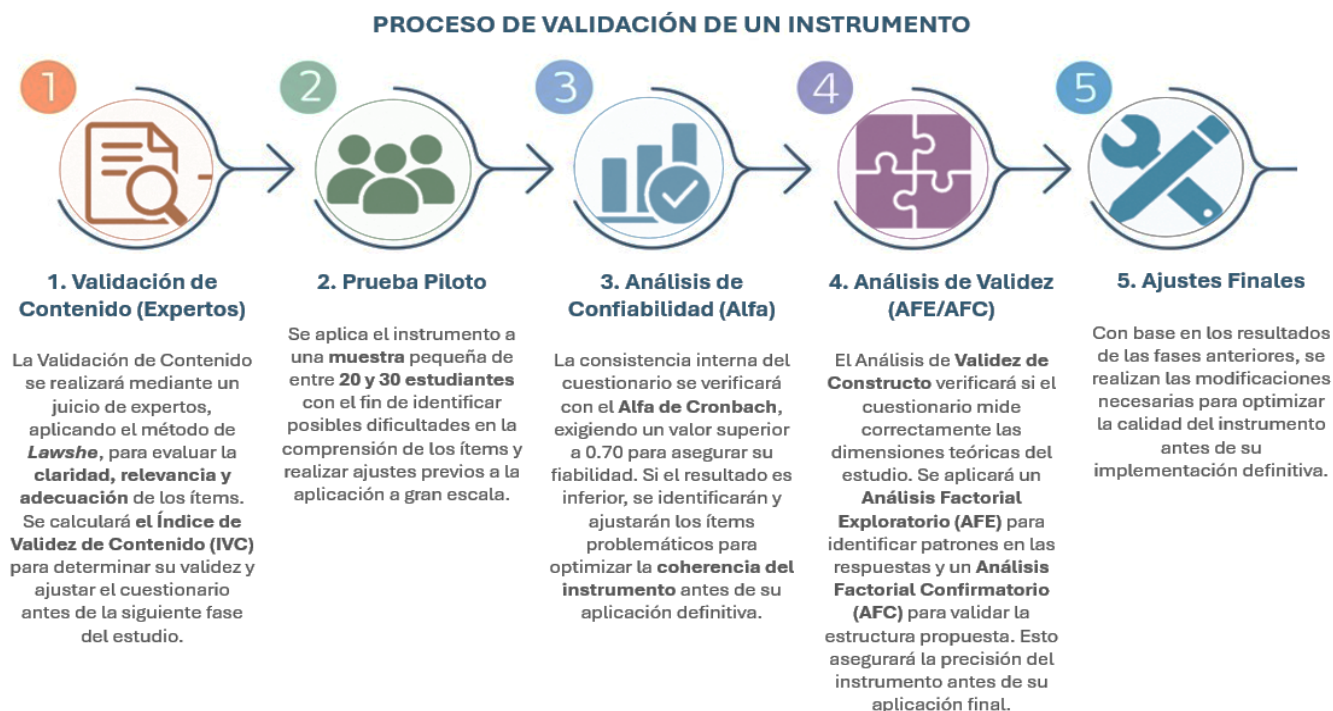 PROCESO DE VALIDACIÓN DE UN INSTRUMENTO
1
2
3
4
5
1. Validación de
Contenido (Expertos)
La Validación de Contenido
se realizará mediante un
juicio de expertos,
aplicando el método de
Lawshe, para evaluar la
claridad, relevancia y
adecuación de los ítems.
Se calculará el Índice de
Validez de Contenido (IVC)
para determinar su validez y
ajustar el cuestionario
antes de la siguiente fase
del estudio.
2. Prueba Piloto
Se aplica el instrumento a
una muestra pequeña de
entre 20 y 30 estudiantes
con el fin de identificar
posibles dificultades en la
comprensión de los ítems y
realizar ajustes previos a la
aplicación a gran escala.
3. Análisis de
Confiabilidad (Alfa)
La consistencia interna del
cuestionario se verificará
con el Alfa de Cronbach,
exigiendo un valor superior
a 0.70 para asegurar su
fiabilidad. Si el resultado es
inferior, se identificarán y
ajustarán los ítems
problemáticos para
optimizar la coherencia del
instrumento antes de su
aplicación definitiva.
4. Análisis de Validez
(AFE/AFC)
El Análisis de Validez de
Constructo verificará si el
cuestionario mide
correctamente las
dimensiones teóricas del
estudio. Se aplicará un
Análisis Factorial
Exploratorio (AFE) para
identificar patrones en las
respuestas y un Análisis
Factorial Confirmatorio
(AFC) para validar la
estructura propuesta. Esto
asegurará la precisión del
instrumento antes de su
aplicación final.
5. Ajustes Finales
Con base en los resultados
de las fases anteriores, se
realizan las modificaciones
necesarias para optimizar
la calidad del instrumento
antes de su
implementación definitiva.